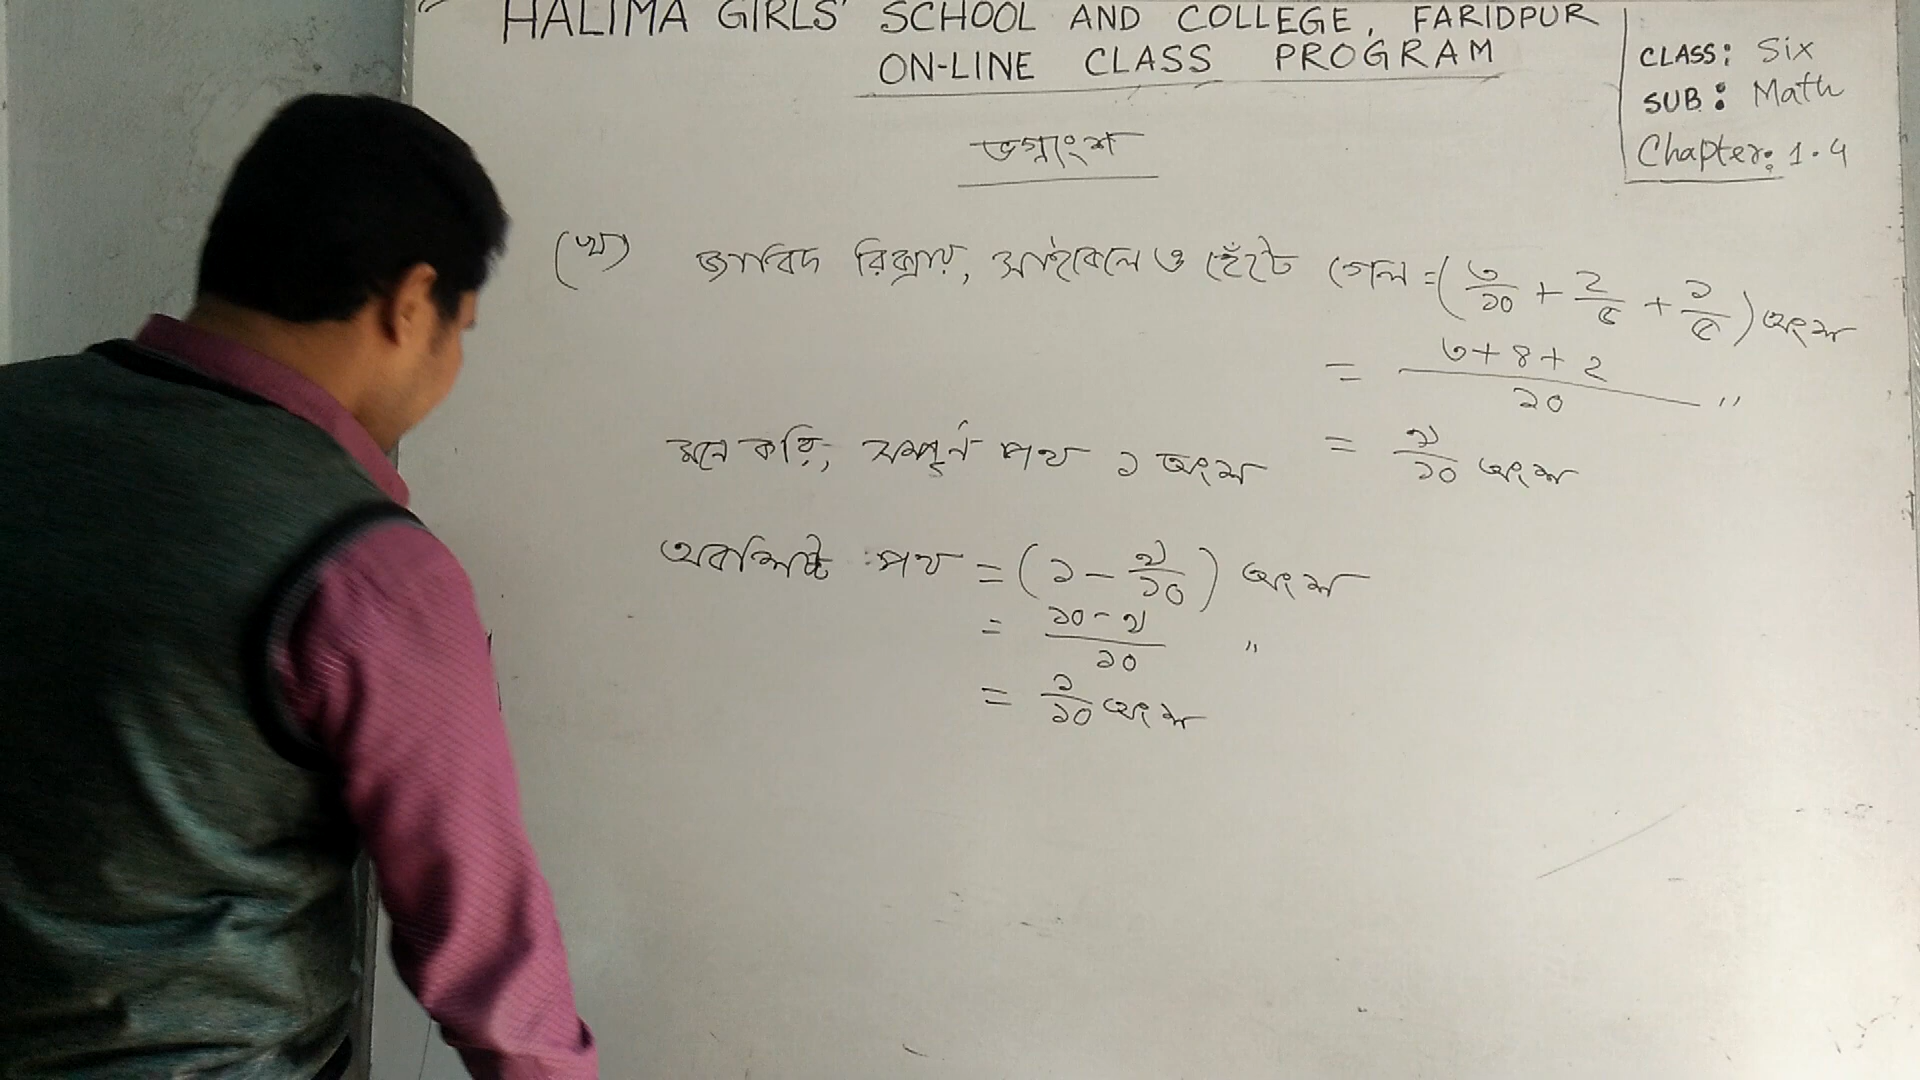 HALIMA GIRLS' SCHOOL AND COLLEGE, FARIDPUR
ON-LINE CLASS PROGRAM
CLASS: Six
SUB: Math
Chapter: 1.4
ভগ্নাংশ
(খ) জাবিদ রিক্সায়, সাইকেলে ও হেঁটে গেল = (৩/১০ + ২/৫ + ১/৫) অংশ
= ৩+৪+২/১০ "
= ৯/১০ অংশ
মনে করি, সম্পূর্ণ পথ ১ অংশ
অবশিষ্ট পথ = (১ - ৯/১০) অংশ
= ১০-৯/১০ "
= ১/১০ অংশ